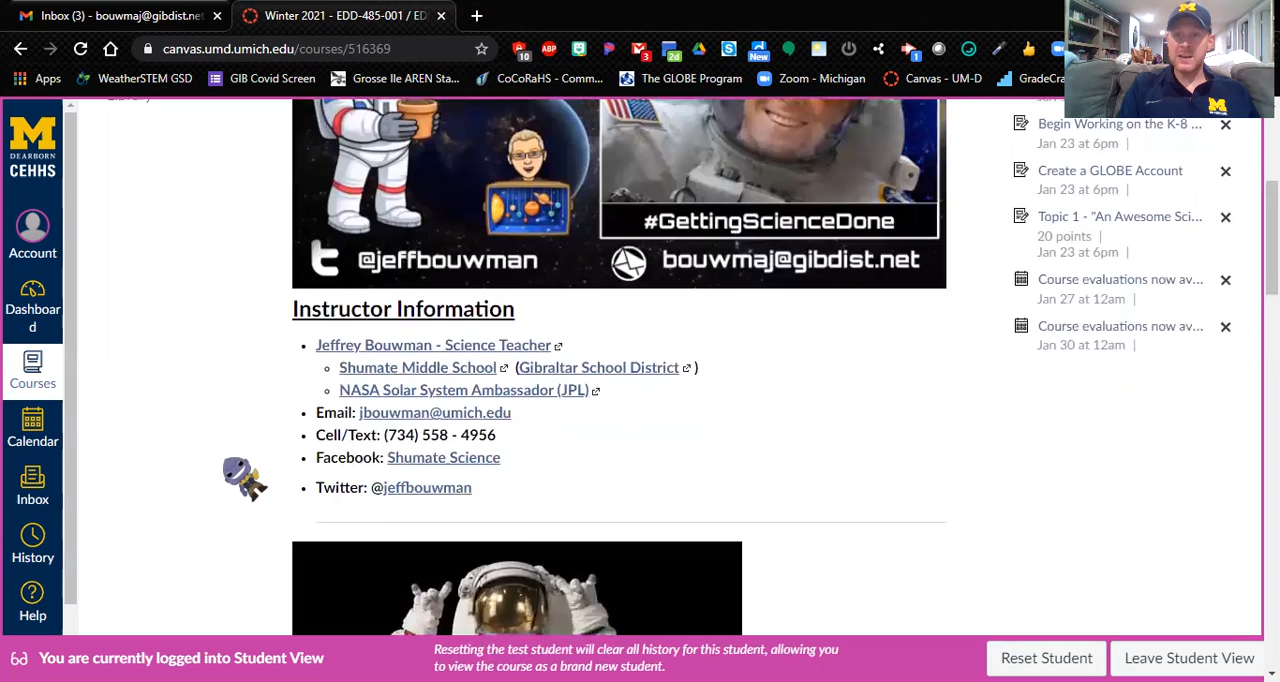 Inbox (3) - bouwmaj@gibdist.net
Winter 2021 - EDD-485-001 / ED
canvas.umd.umich.edu/courses/516369
10
3
2d
New
1
Apps
WeatherSTEM GSD
GIB Covid Screen
Grosse Ile AREN Sta...
CoCoRaHS - Comm...
The GLOBE Program
Zoom - Michigan
Canvas - UM-D
GradeCra
M
DEARBORN
CEHHS
Account
Dashboar
d
Courses
Calendar
Inbox
History
Help
#GettingScienceDone
@jeffbouwman
bouwmaj@gibdist.net
Instructor Information
Jeffrey Bouwman - Science Teacher
Shumate Middle School (Gibraltar School District )
NASA Solar System Ambassador (JPL)
Email: jbouwman@umich.edu
Cell/Text: (734) 558 - 4956
Facebook: Shumate Science
Twitter: @jeffbouwman
Begin Working on the K-8 ...
Jan 23 at 6pm |
Create a GLOBE Account
Jan 23 at 6pm |
Topic 1 - "An Awesome Sci...
20 points |
Jan 23 at 6pm |
Course evaluations now av...
Jan 27 at 12am |
Course evaluations now av...
Jan 30 at 12am |
You are currently logged into Student View
Resetting the test student will clear all history for this student, allowing you
to view the course as a brand new student.
Reset Student
Leave Student View